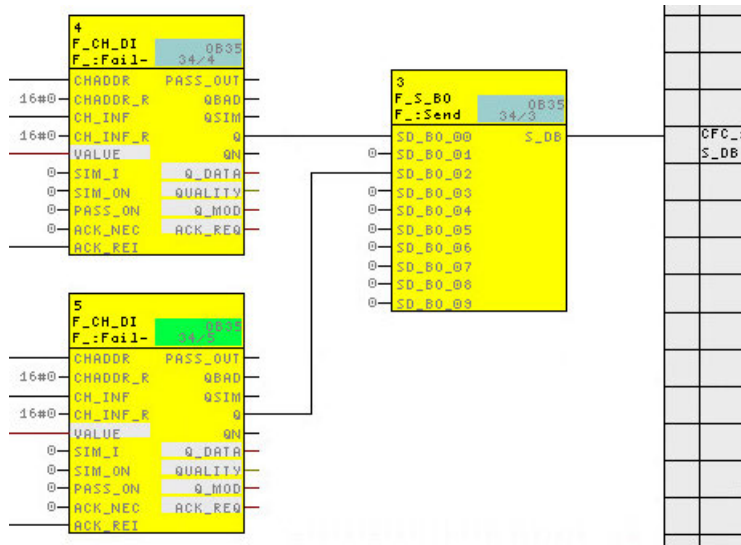 4
F_CH_DI OB35
F_:Fail- 34/4
CHADDR PASS_OUT
16#0 CHADDR_R QBAD
CH_INF QSIM
16#0 CH_INF_R Q
VALUE QN
0 SIM_I Q_DATA
0 SIM_ON QUALITY
0 PASS_ON Q_MOD
0 ACK_NEC ACK_REQ
ACK_REI
3
F_S_BO OB35
F_:Send 34/3
SD_BO_00 S_DB
0 SD_BO_01
SD_BO_02
0 SD_BO_03
0 SD_BO_04
0 SD_BO_05
0 SD_BO_06
0 SD_BO_07
0 SD_BO_08
0 SD_BO_09
CFC_
S_DB
5
F_CH_DI OB35
F_:Fail- 34/5
CHADDR PASS_OUT
16#0 CHADDR_R QBAD
CH_INF QSIM
16#0 CH_INF_R Q
VALUE QN
0 SIM_I Q_DATA
0 SIM_ON QUALITY
0 PASS_ON Q_MOD
0 ACK_NEC ACK_REQ
ACK_REI